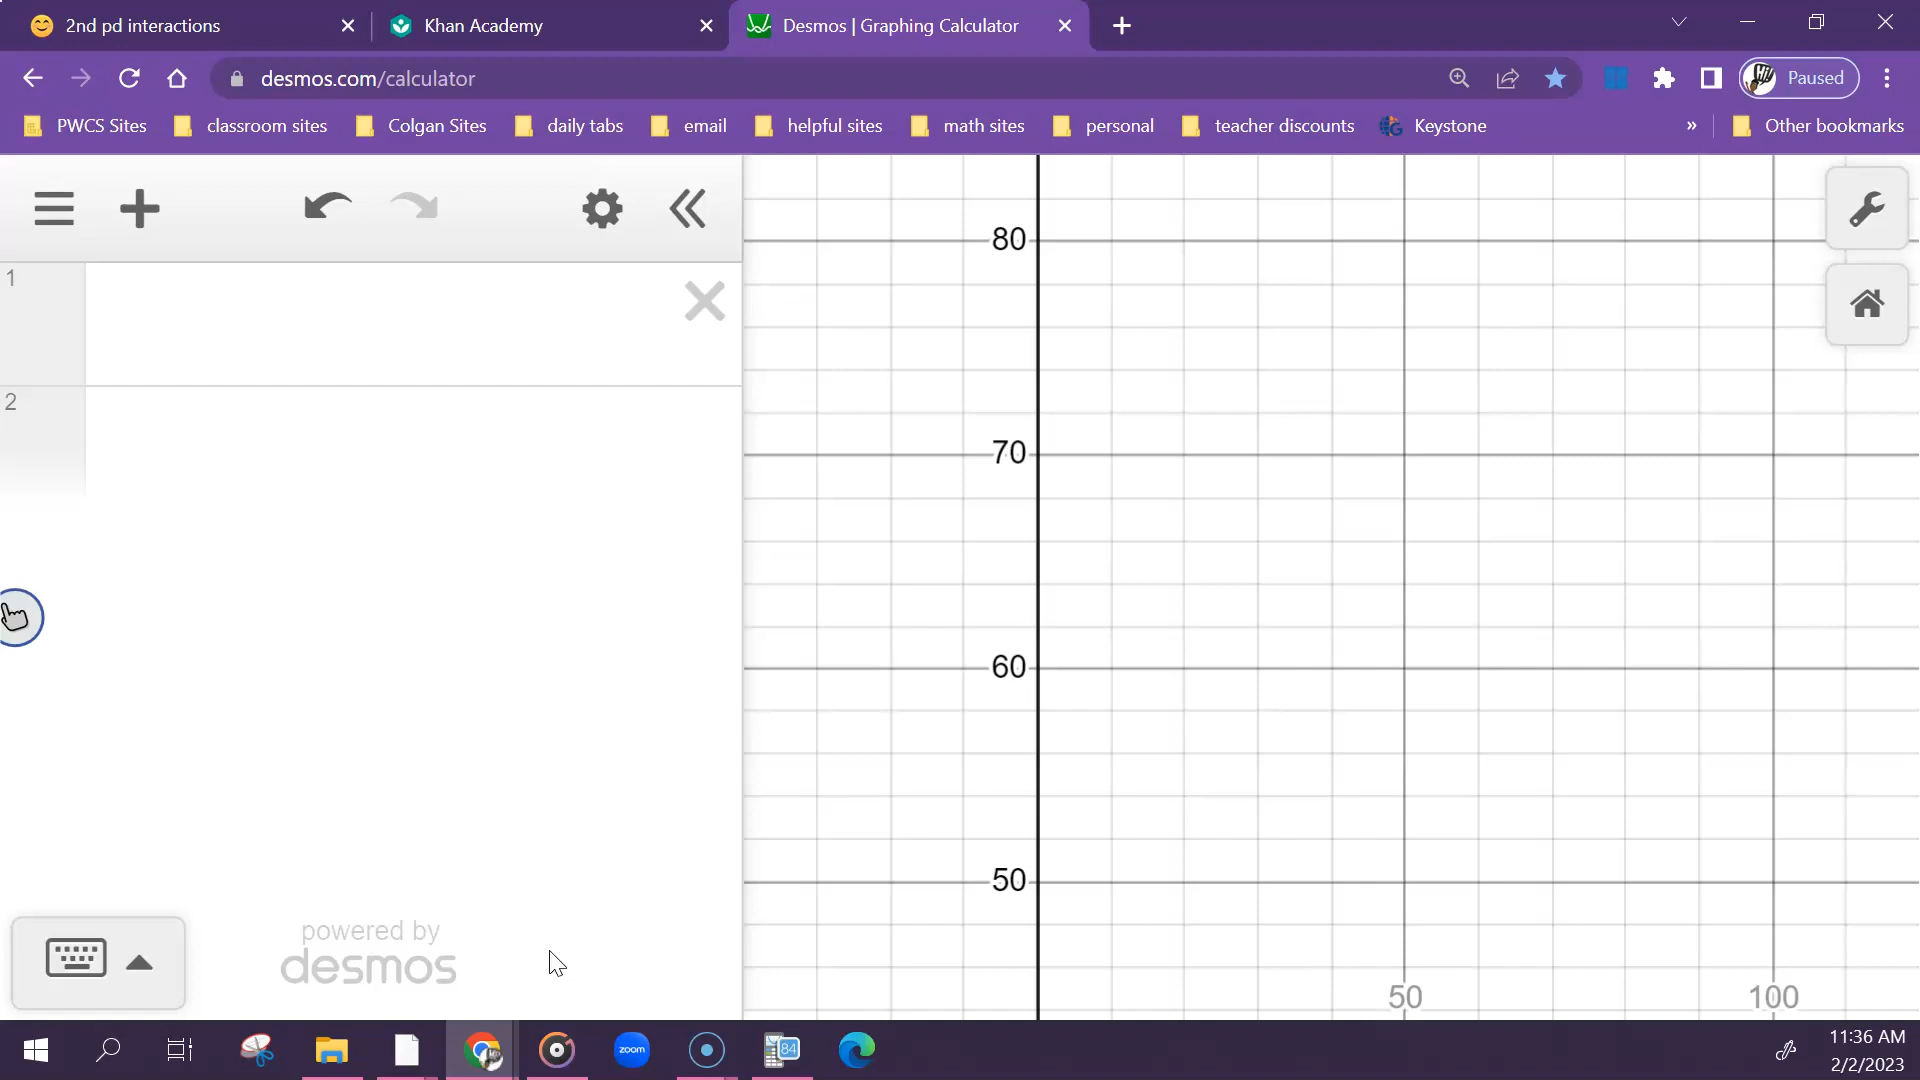 2nd pd interactions
Khan Academy
Desmos | Graphing Calculator
desmos.com/calculator
Paused
PWCS Sites
classroom sites
Colgan Sites
daily tabs
email
helpful sites
math sites
personal
teacher discounts
Keystone
»
Other bookmarks
1
2
80
70
60
50
50
100
powered by
desmos
zoom
84
11:36 AM
2/2/2023